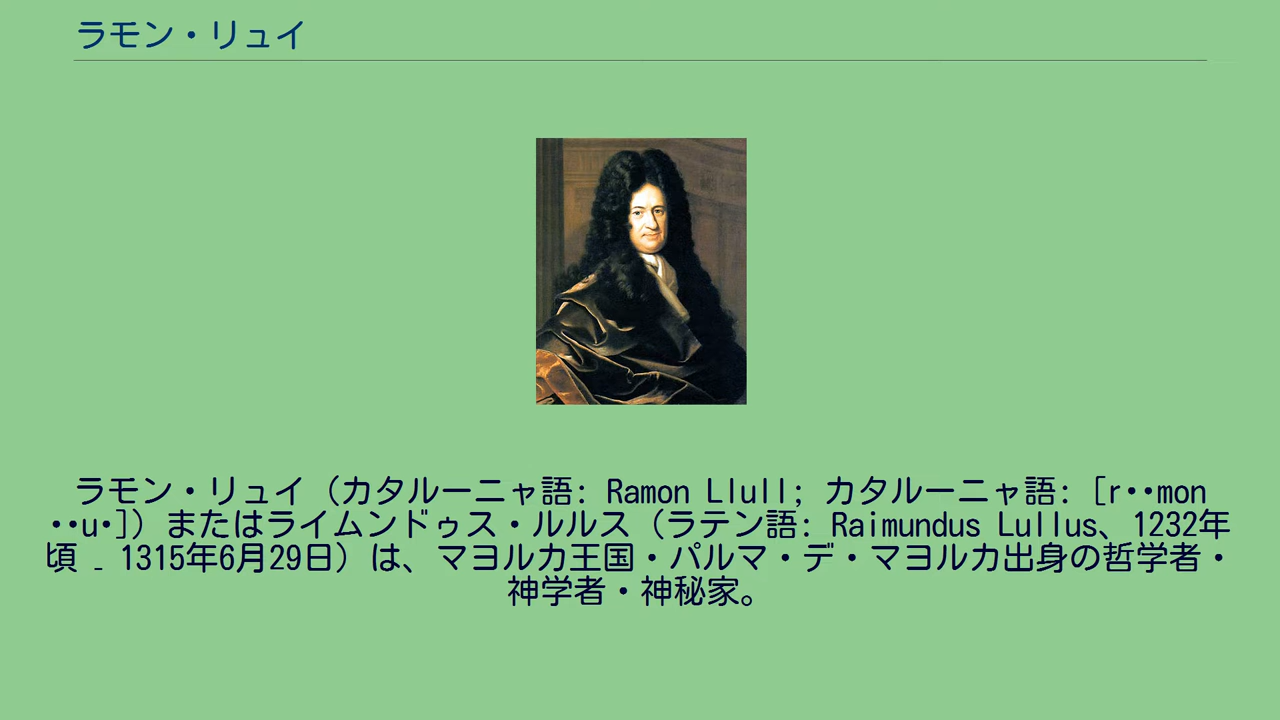 ラモン・リュイ
ラモン・リュイ（カタルーニャ語: Ramon Llull; カタルーニャ語: [r••mon
••u•]）またはライムンドゥス・ルルス（ラテン語: Raimundus Lullus、1232年
頃 - 1315年6月29日）は、マヨルカ王国・パルマ・デ・マヨルカ出身の哲学者・
神学者・神秘家。